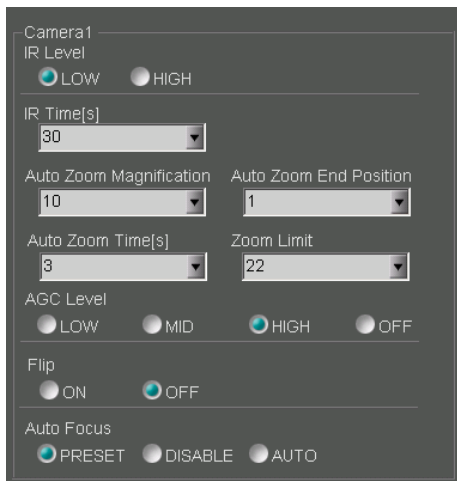 Camera1
IR Level
LOW HIGH
IR Time[s]
30
Auto Zoom Magnification Auto Zoom End Position
10 1
Auto Zoom Time[s] Zoom Limit
3 22
AGC Level
LOW MID HIGH OFF
Flip
ON OFF
Auto Focus
PRESET DISABLE AUTO